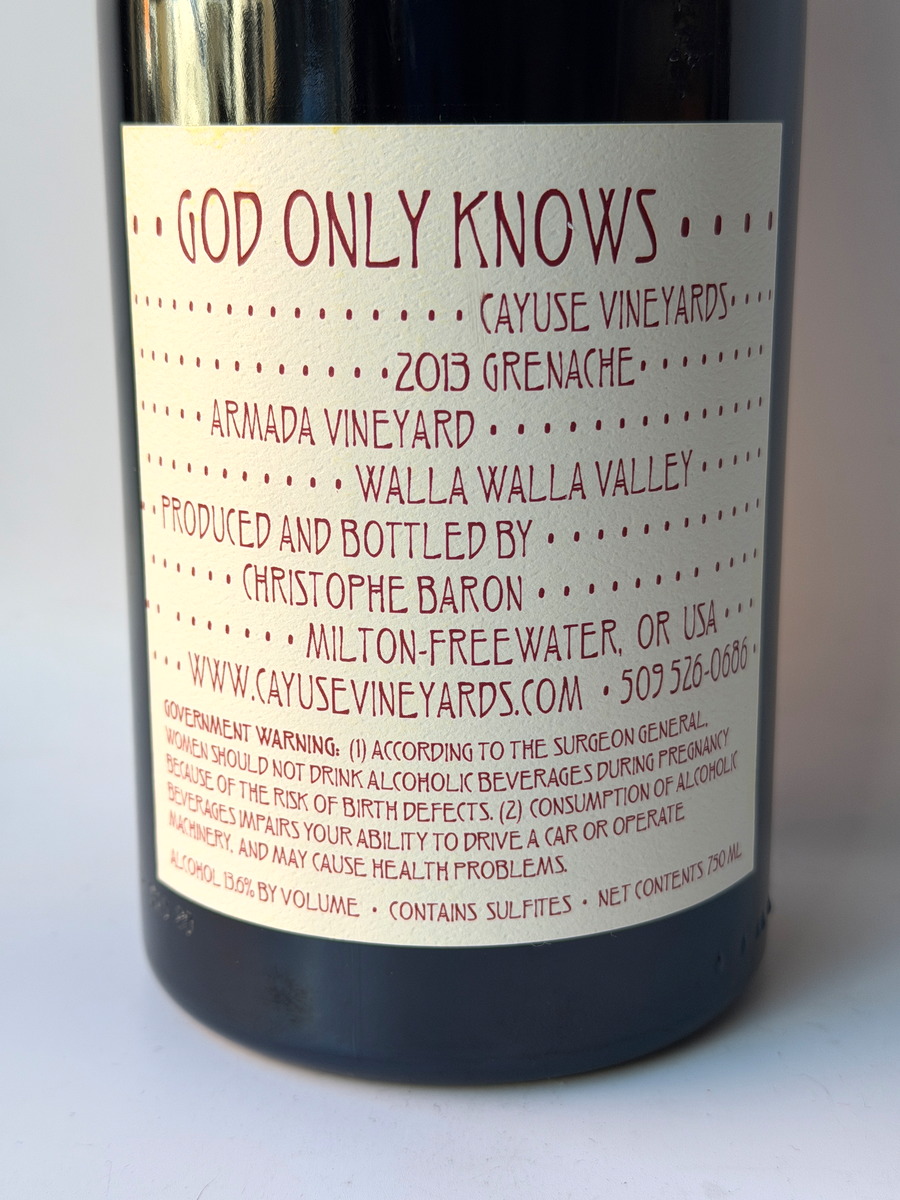 GOD ONLY KNOWS
CAYUSE VINEYARDS
2013 GRENACHE
ARMADA VINEYARD
WALLA WALLA VALLEY
PRODUCED AND BOTTLED BY
CHRISTOPHE BARON
MILTON-FREEWATER, OR USA
WWW.CAYUSEVINEYARDS.COM • 509 526-0686
GOVERNMENT WARNING: (1) ACCORDING TO THE SURGEON GENERAL,
WOMEN SHOULD NOT DRINK ALCOHOLIC BEVERAGES DURING PREGNANCY
BECAUSE OF THE RISK OF BIRTH DEFECTS. (2) CONSUMPTION OF ALCOHOLIC
BEVERAGES IMPAIRS YOUR ABILITY TO DRIVE A CAR OR OPERATE
MACHINERY, AND MAY CAUSE HEALTH PROBLEMS.
ALCOHOL 13.6% BY VOLUME • CONTAINS SULFITES • NET CONTENTS 750 ML